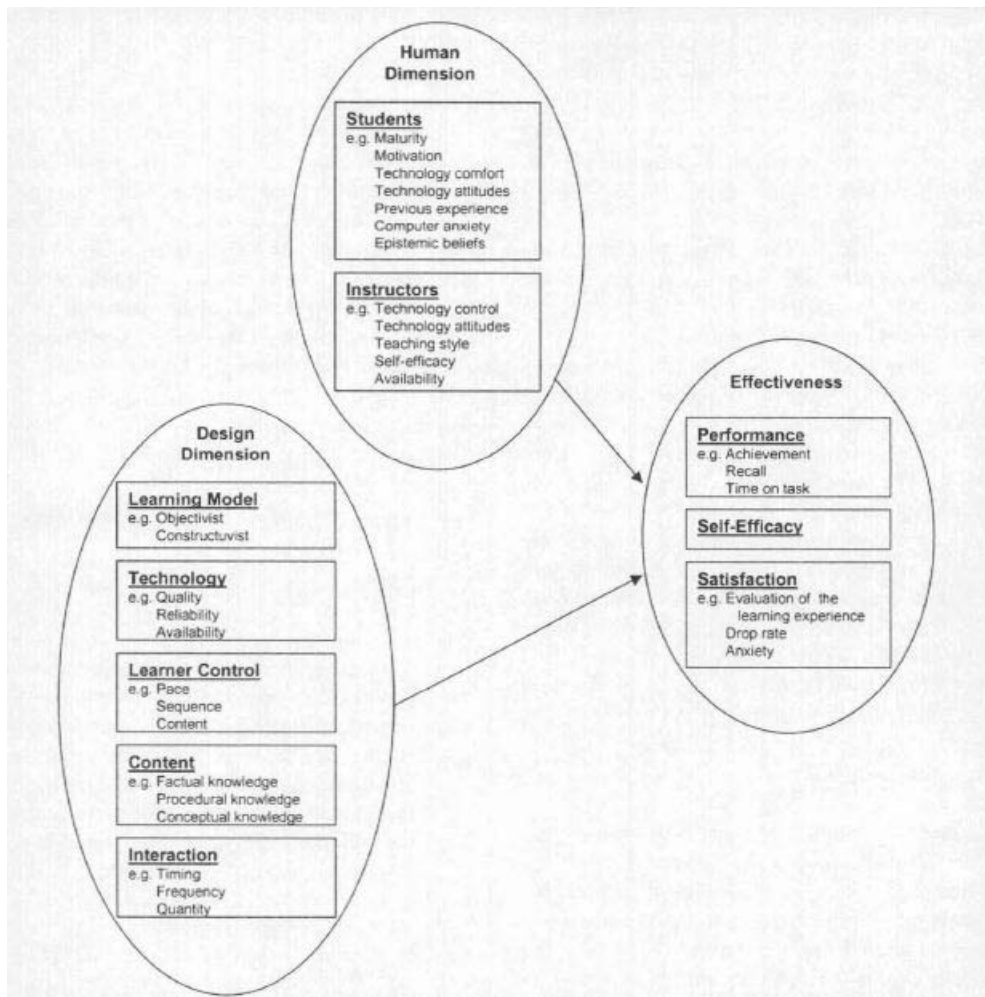 Human
Dimension
Students
e.g. Maturity
Motivation
Technology comfort
Technology attitudes
Previous experience
Computer anxiety
Epistemic beliefs
Instructors
e.g. Technology control
Technology attitudes
Teaching style
Self-efficacy
Availability
Effectiveness
Performance
e.g. Achievement
Recall
Time on task
Self-Efficacy
Satisfaction
e.g. Evaluation of the
learning experience
Drop rate
Anxiety
Design
Dimension
Learning Model
e.g. Objectivist
Constructuvist
Technology
e.g. Quality
Reliability
Availability
Learner Control
e.g. Pace
Sequence
Content
Content
e.g. Factual knowledge
Procedural knowledge
Conceptual knowledge
Interaction
e.g. Timing
Frequency
Quantity